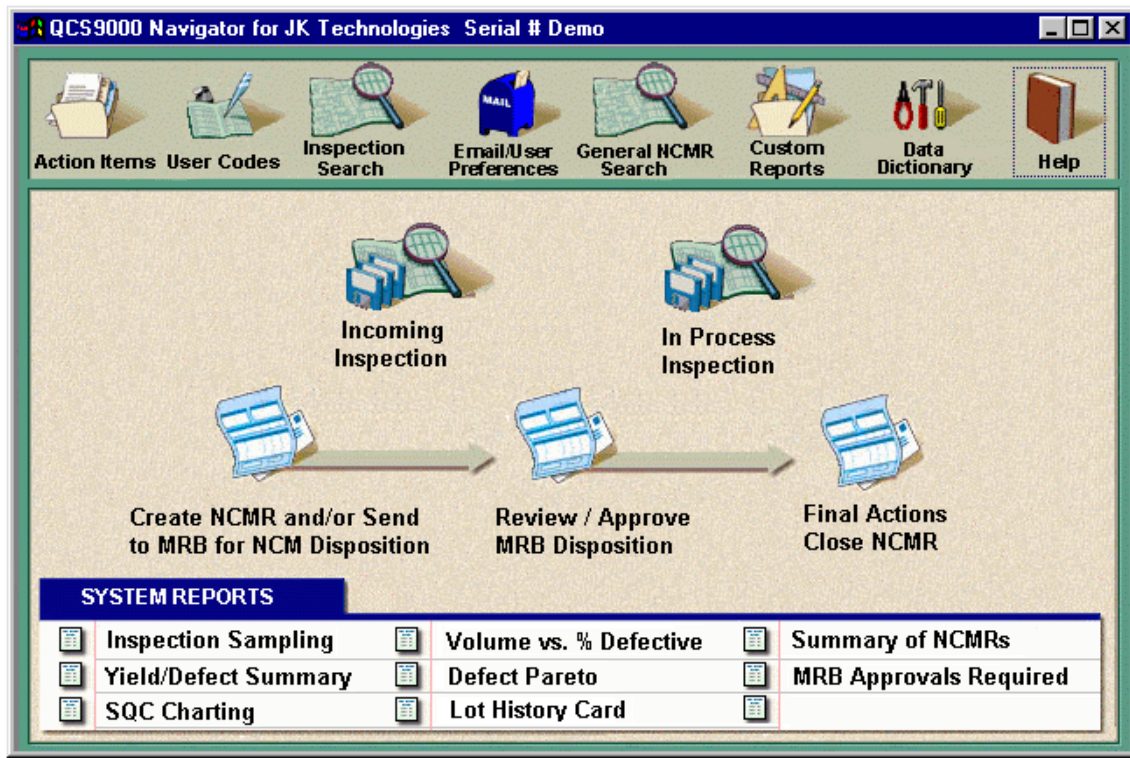 QCS9000 Navigator for JK Technologies Serial # Demo
Action Items
User Codes
Inspection
Search
MAIL
Email/User
Preferences
General NCMR
Search
Custom
Reports
Data
Dictionary
Help
Incoming
Inspection
In Process
Inspection
Create NCMR and/or Send
to MRB for NCM Disposition
Review / Approve
MRB Disposition
Final Actions
Close NCMR
SYSTEM REPORTS
Inspection Sampling
Volume vs. % Defective
Summary of NCMRs
Yield/Defect Summary
Defect Pareto
MRB Approvals Required
SQC Charting
Lot History Card